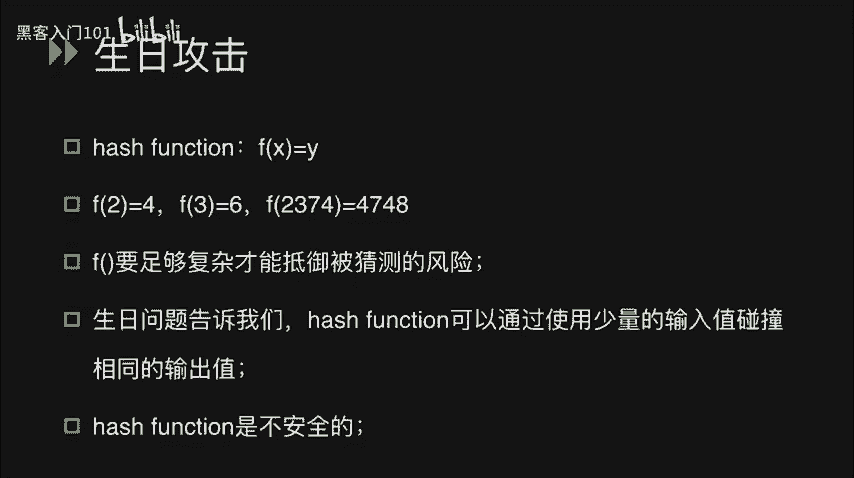 黑客入门101 bilibili
生日攻击
hash function：f(x)=y
f(2)=4，f(3)=6，f(2374)=4748
f()要足够复杂才能抵御被猜测的风险；
生日问题告诉我们，hash function可以通过使用少量的输入值碰撞
相同的输出值；
hash function是不安全的；